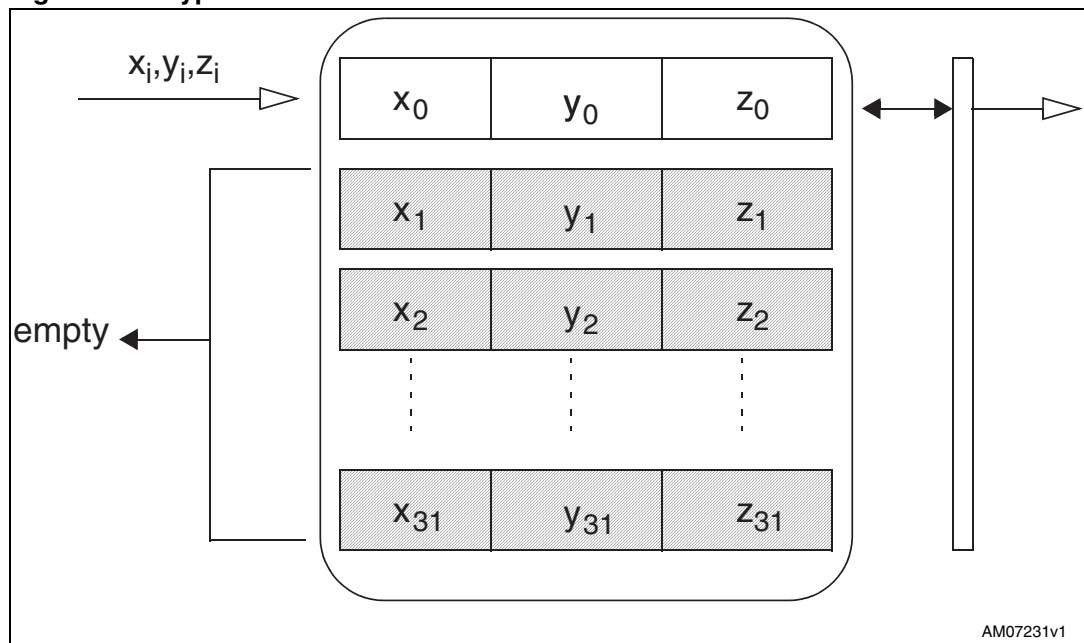 xi,yi,zi
x0 y0 z0
x1 y1 z1
x2 y2 z2
empty
x31 y31 z31
AM07231v1